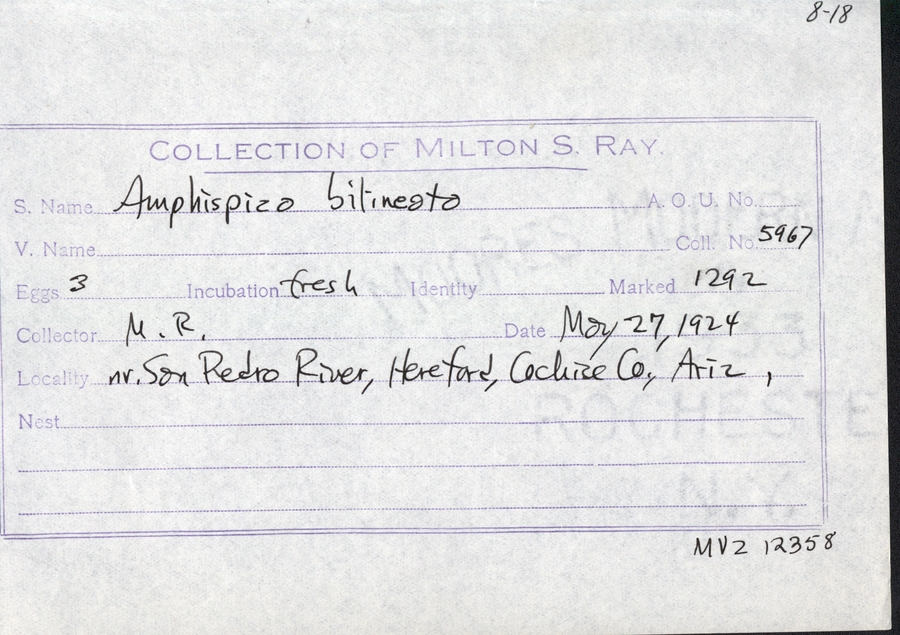 8-18
COLLECTION OF MILTON S. RAY.
S. Name Amphispiza bilineata A. O. U. No.
V. Name Coll. No. 5967
Eggs 3 Incubation fresh Identity Marked 1292
Collector M. R. Date May 27, 1924
Locality nr. San Pedro River, Hereford, Cochise Co., Ariz,
Nest
MVZ 12358
ROCHESTE
N.Y.